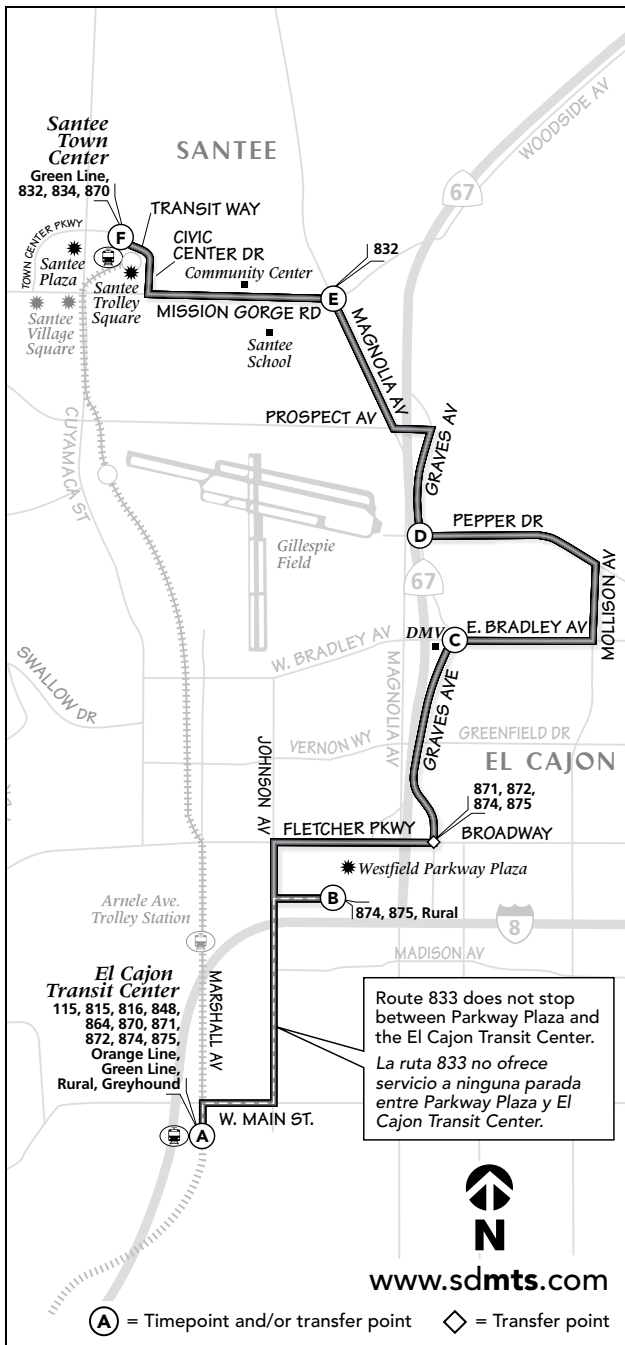 WOODSIDE AV
Santee
Town
Center
Green Line,
832, 834, 870
SANTEE
67
TRANSIT WAY
TOWN CENTER PKWY
F
CIVIC
CENTER DR
832
Santee
Plaza
Community Center
Santee
Trolley
Square
E
MISSION GORGE RD
Santee
Village
Square
Santee
School
MAGNOLIA AV
PROSPECT AV
GRAVES AV
CUYAMACA ST
D
PEPPER DR
Gillespie
Field
67
MOLLISON AV
DMV
C
E. BRADLEY AV
W. BRADLEY AV
SWALLOW DR
MAGNOLIA AV
GRAVES AVE
VERNON WY
GREENFIELD DR
JOHNSON AV
EL CAJON
871, 872,
874, 875
FLETCHER PKWY
BROADWAY
Westfield Parkway Plaza
B
874, 875, Rural
Arnele Ave.
Trolley Station
8
MADISON AV
El Cajon
Transit Center
115, 815, 816, 848,
864, 870, 871,
872, 874, 875,
Orange Line,
Green Line,
Rural, Greyhound
MARSHALL AV
Route 833 does not stop
between Parkway Plaza and
the El Cajon Transit Center.
La ruta 833 no ofrece
servicio a ninguna parada
entre Parkway Plaza y El
Cajon Transit Center.
W. MAIN ST.
A
N
www.sdmts.com
A = Timepoint and/or transfer point
= Transfer point